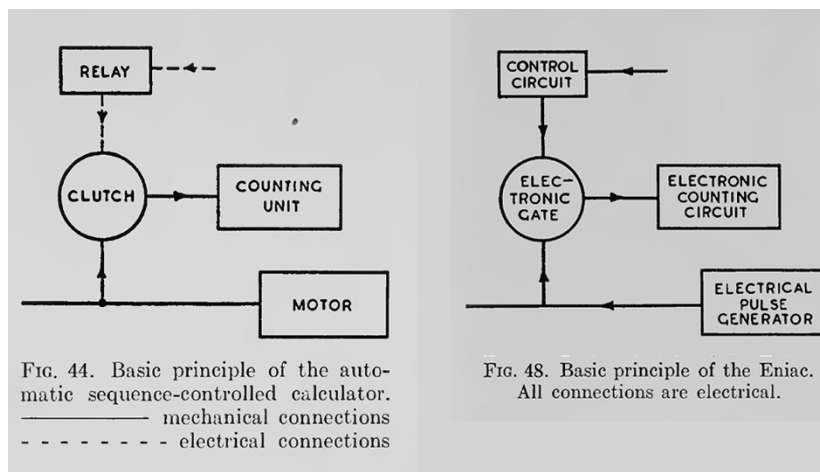 RELAY
CLUTCH
COUNTING
UNIT
MOTOR
FIG. 44. Basic principle of the auto-
matic sequence-controlled calculator.
mechanical connections
electrical connections
CONTROL
CIRCUIT
ELEC-
TRONIC
GATE
ELECTRONIC
COUNTING
CIRCUIT
ELECTRICAL
PULSE
GENERATOR
FIG. 48. Basic principle of the Eniac.
All connections are electrical.